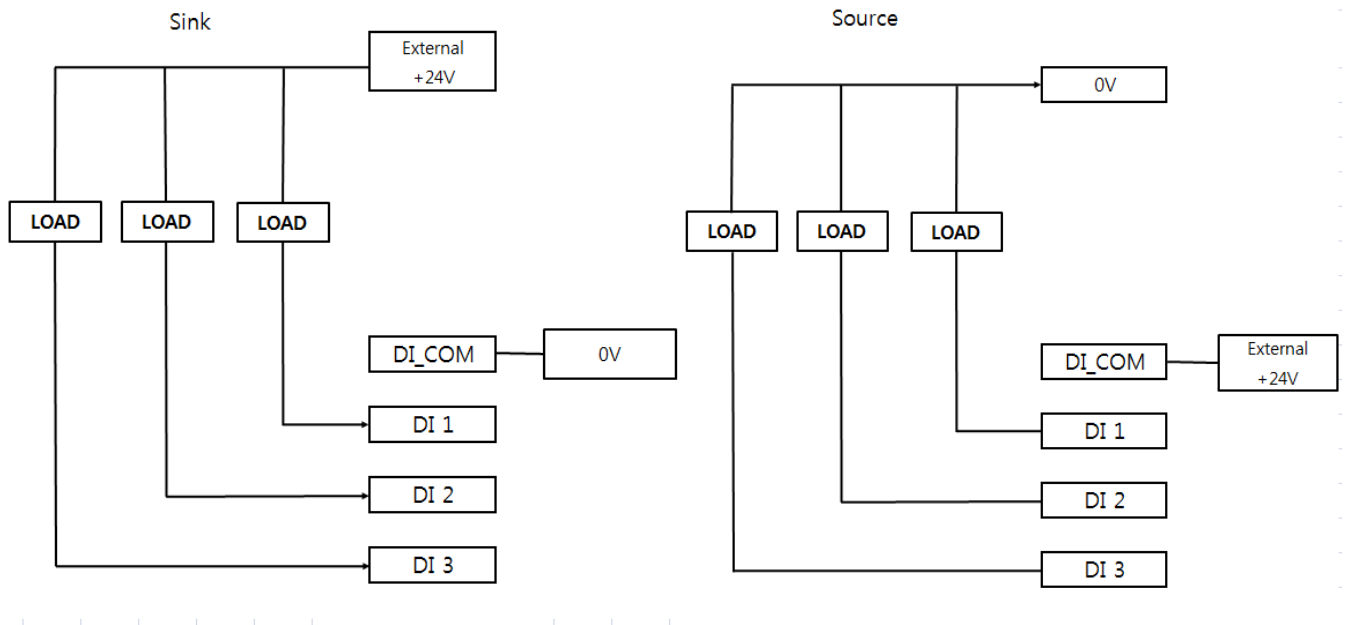 Sink
External
+24V
LOAD
LOAD
LOAD
DI_COM
0V
DI 1
DI 2
DI 3
Source
0V
LOAD
LOAD
LOAD
DI_COM
External
+24V
DI 1
DI 2
DI 3